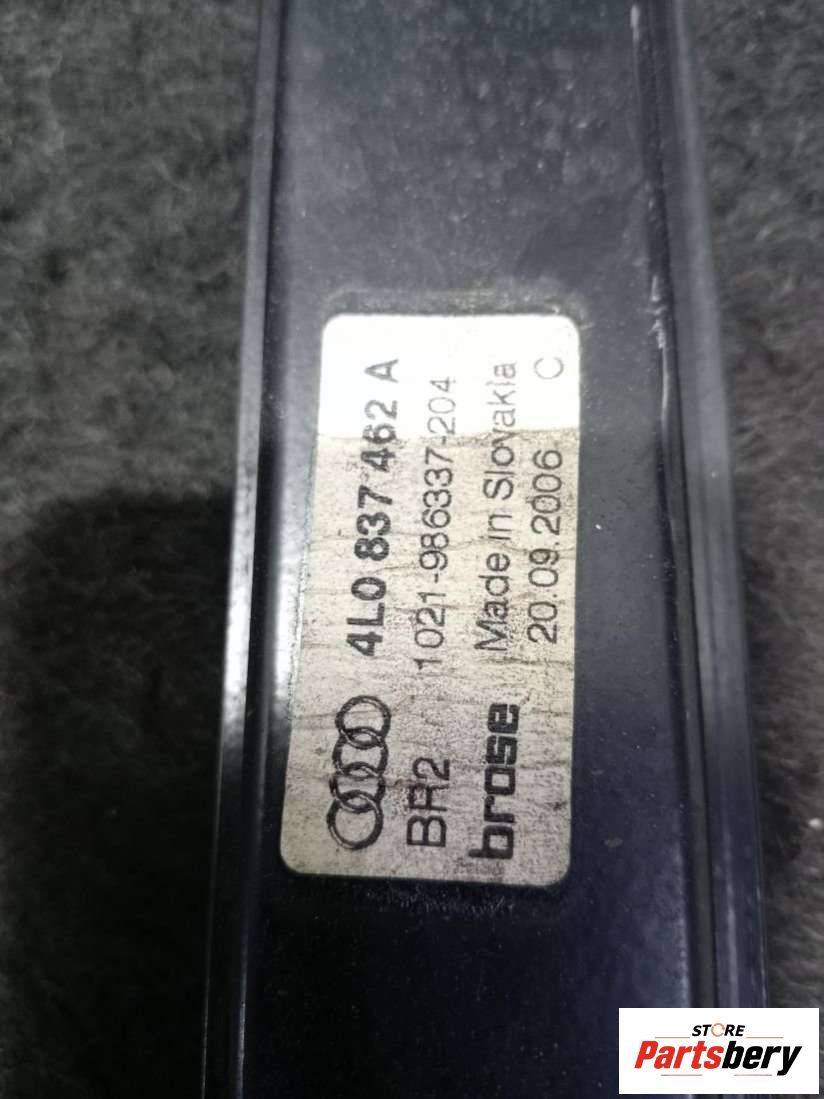 4L0 837 462 A
BR2 1021-986337-204
brose Made in Slovakia
20.09.2006 C
STORE
Partsbery